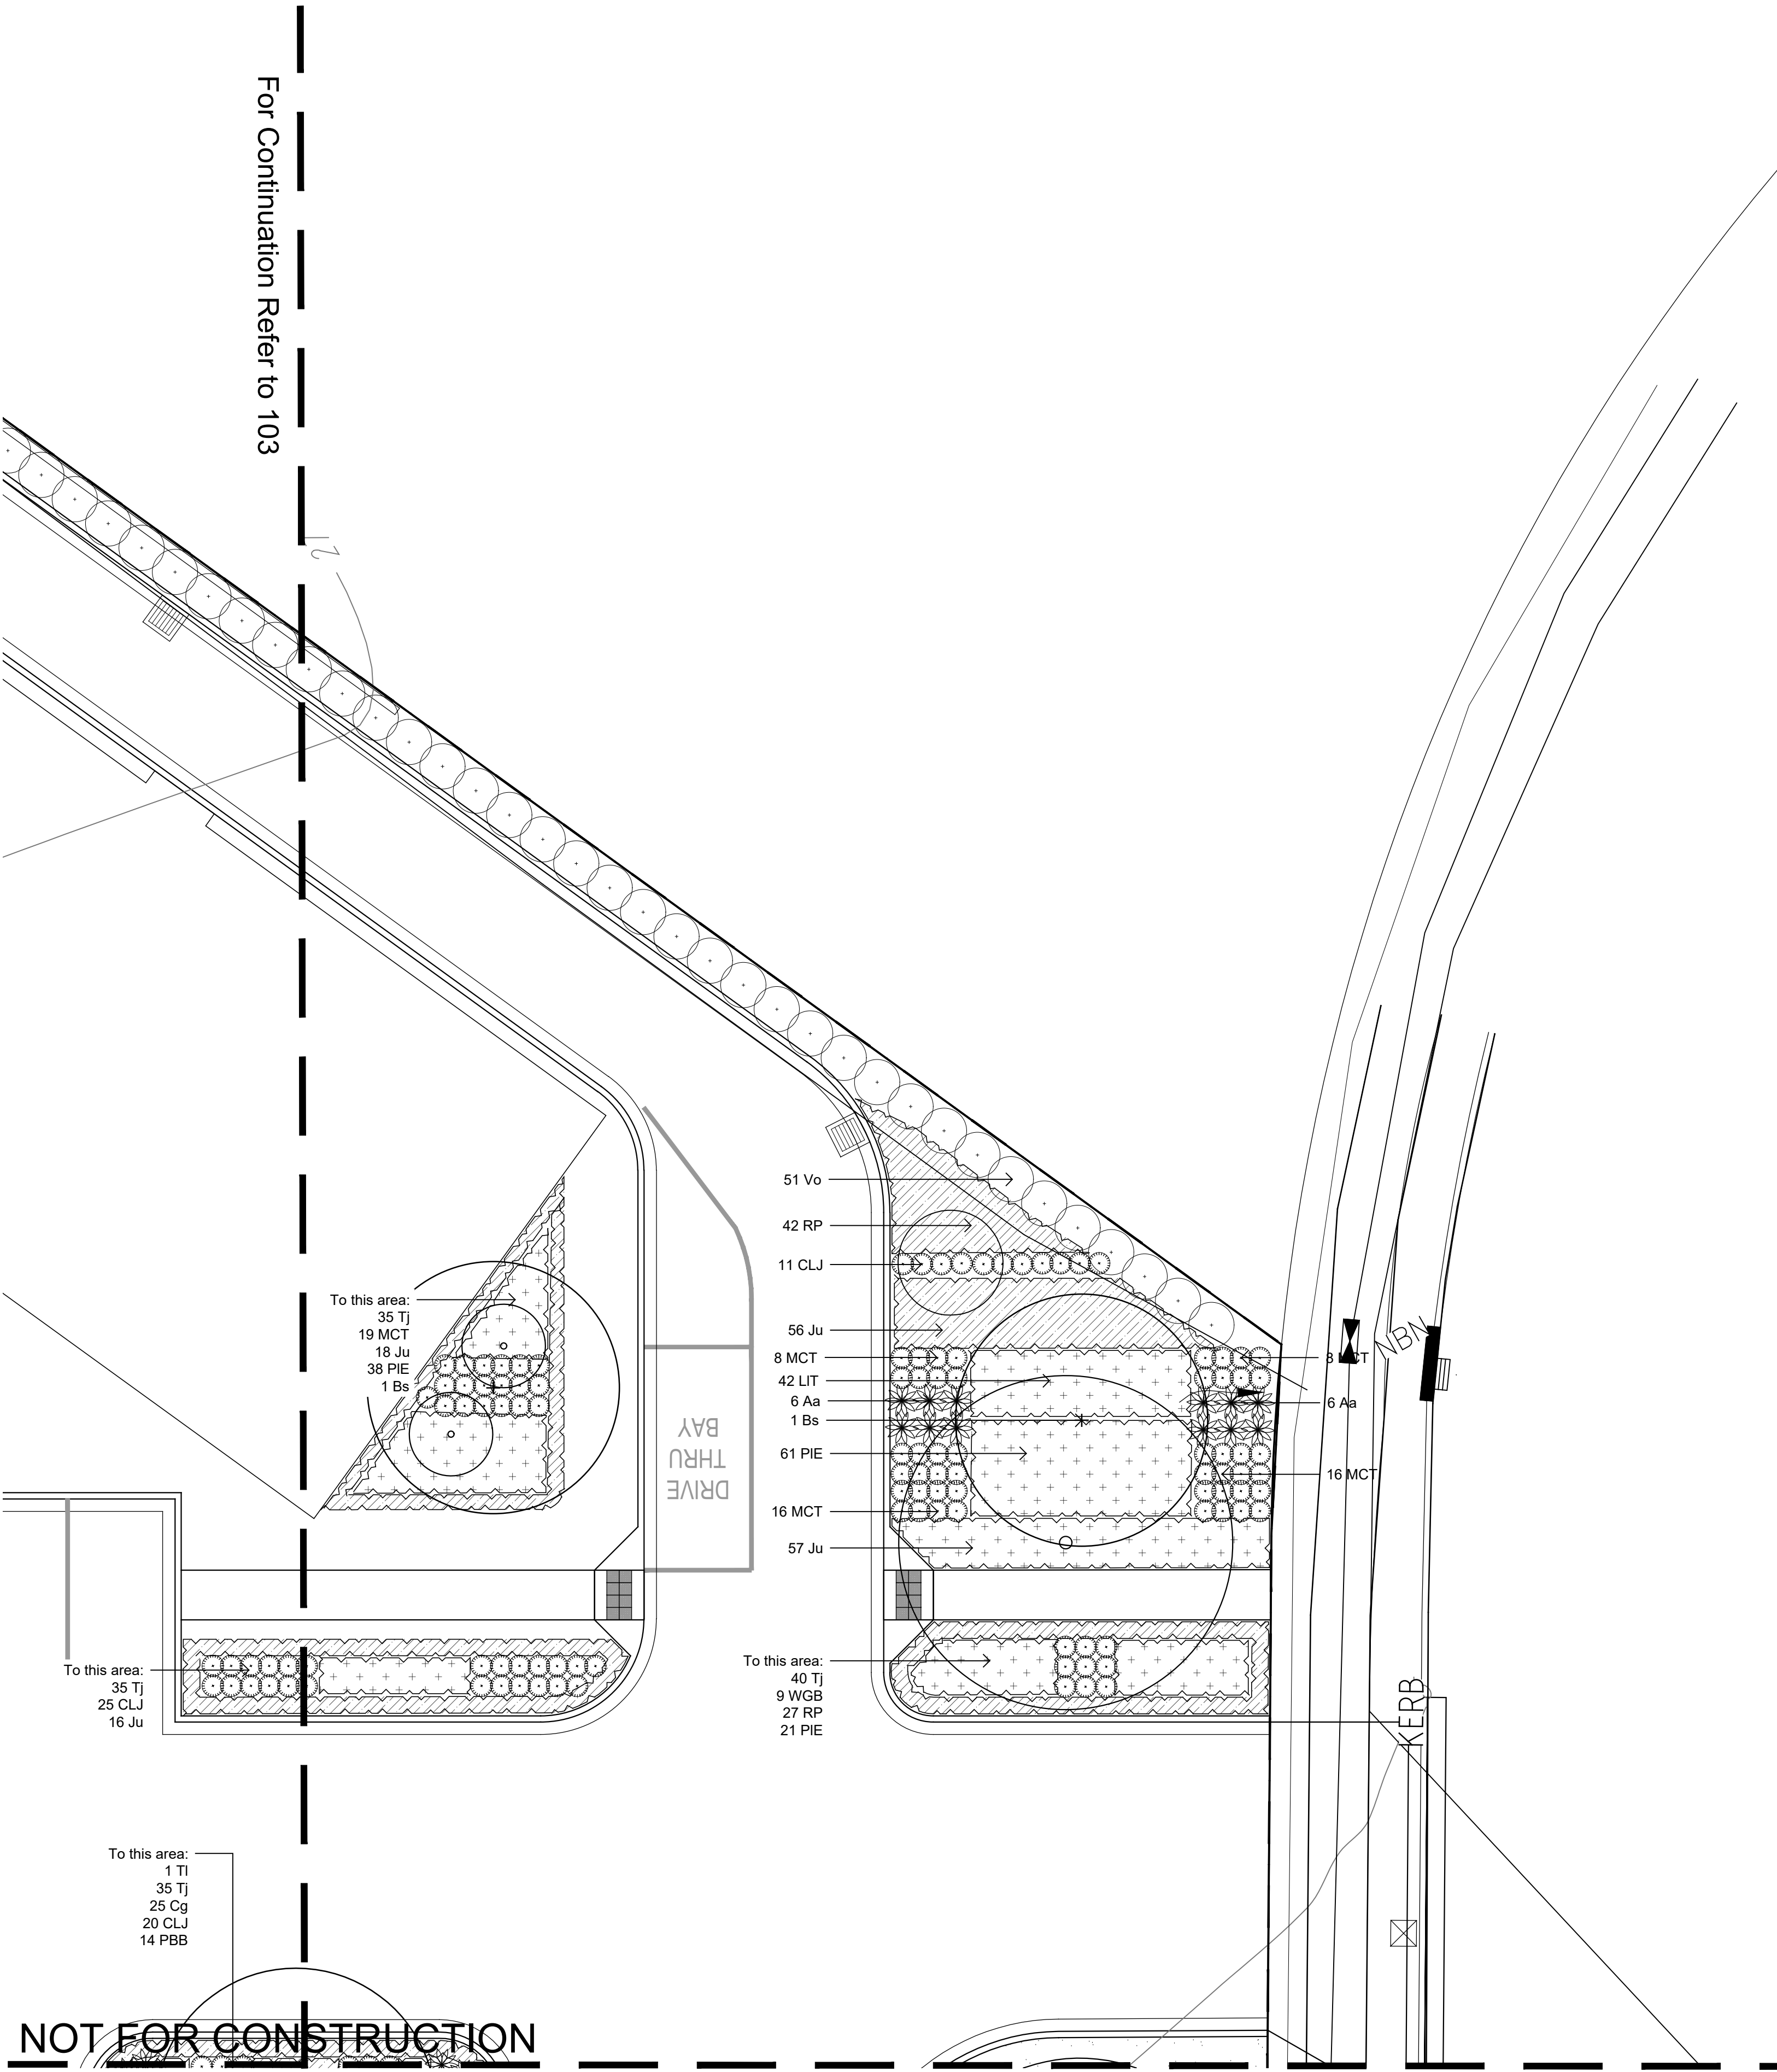 For Continuation Refer to 103
21
51 Vo
42 RP
11 CLJ
56 Ju
8 MCT
42 LIT
6 Aa
1 Bs
61 PIE
16 MCT
57 Ju
8 MCT
6 Aa
16 MCT
NBN
To this area:
35 Tj
19 MCT
18 Ju
38 PIE
1 Bs
DRIVE
THRU
BAY
To this area:
35 Tj
25 CLJ
16 Ju
To this area:
40 Tj
9 WGB
27 RP
21 PIE
KERB
To this area:
1 Tl
35 Tj
25 Cg
20 CLJ
14 PBB
NOT FOR CONSTRUCTION